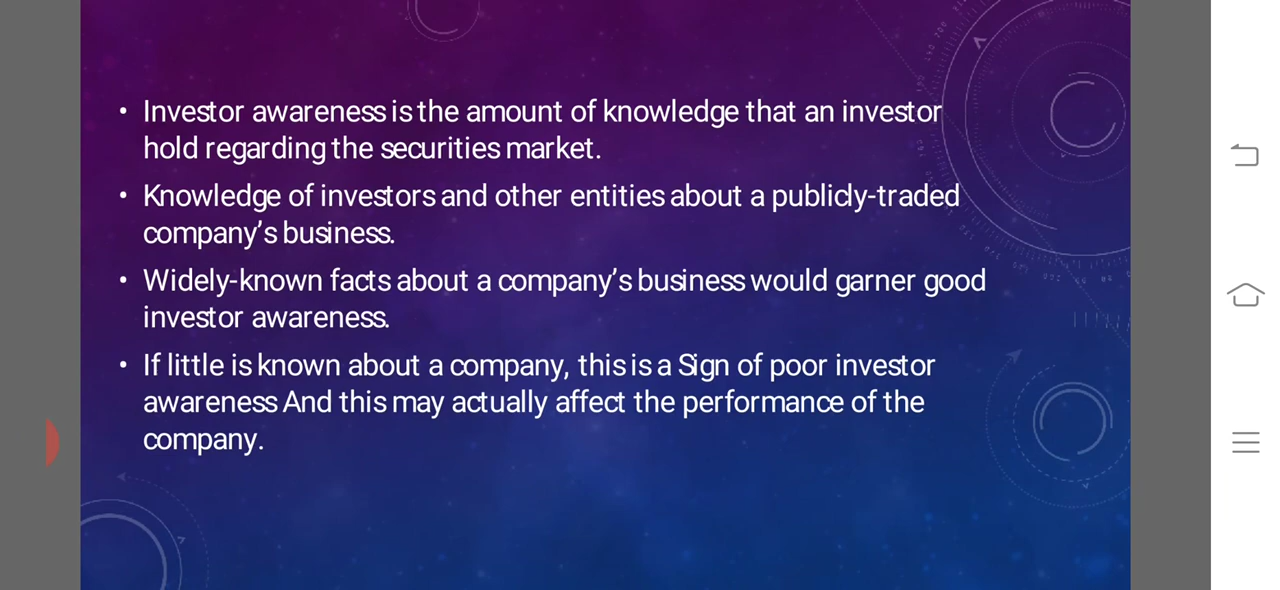 • Investor awareness is the amount of knowledge that an investor
hold regarding the securities market.
• Knowledge of investors and other entities about a publicly-traded
company's business.
• Widely-known facts about a company's business would garner good
investor awareness.
• If little is known about a company, this is a Sign of poor investor
awareness And this may actually affect the performance of the
company.